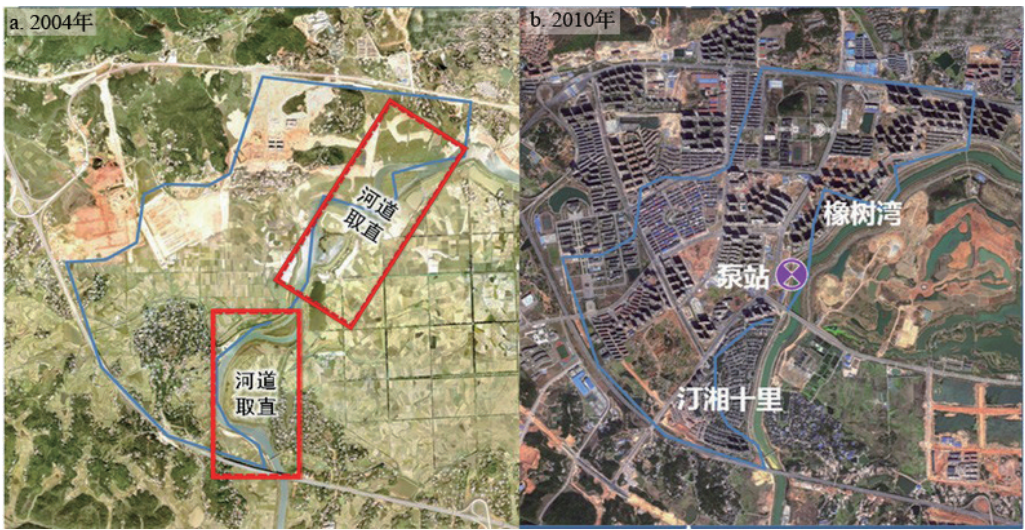 a. 2004年
b. 2010年
河道
取直
橡树湾
泵站
河道
取直
汀湘十里